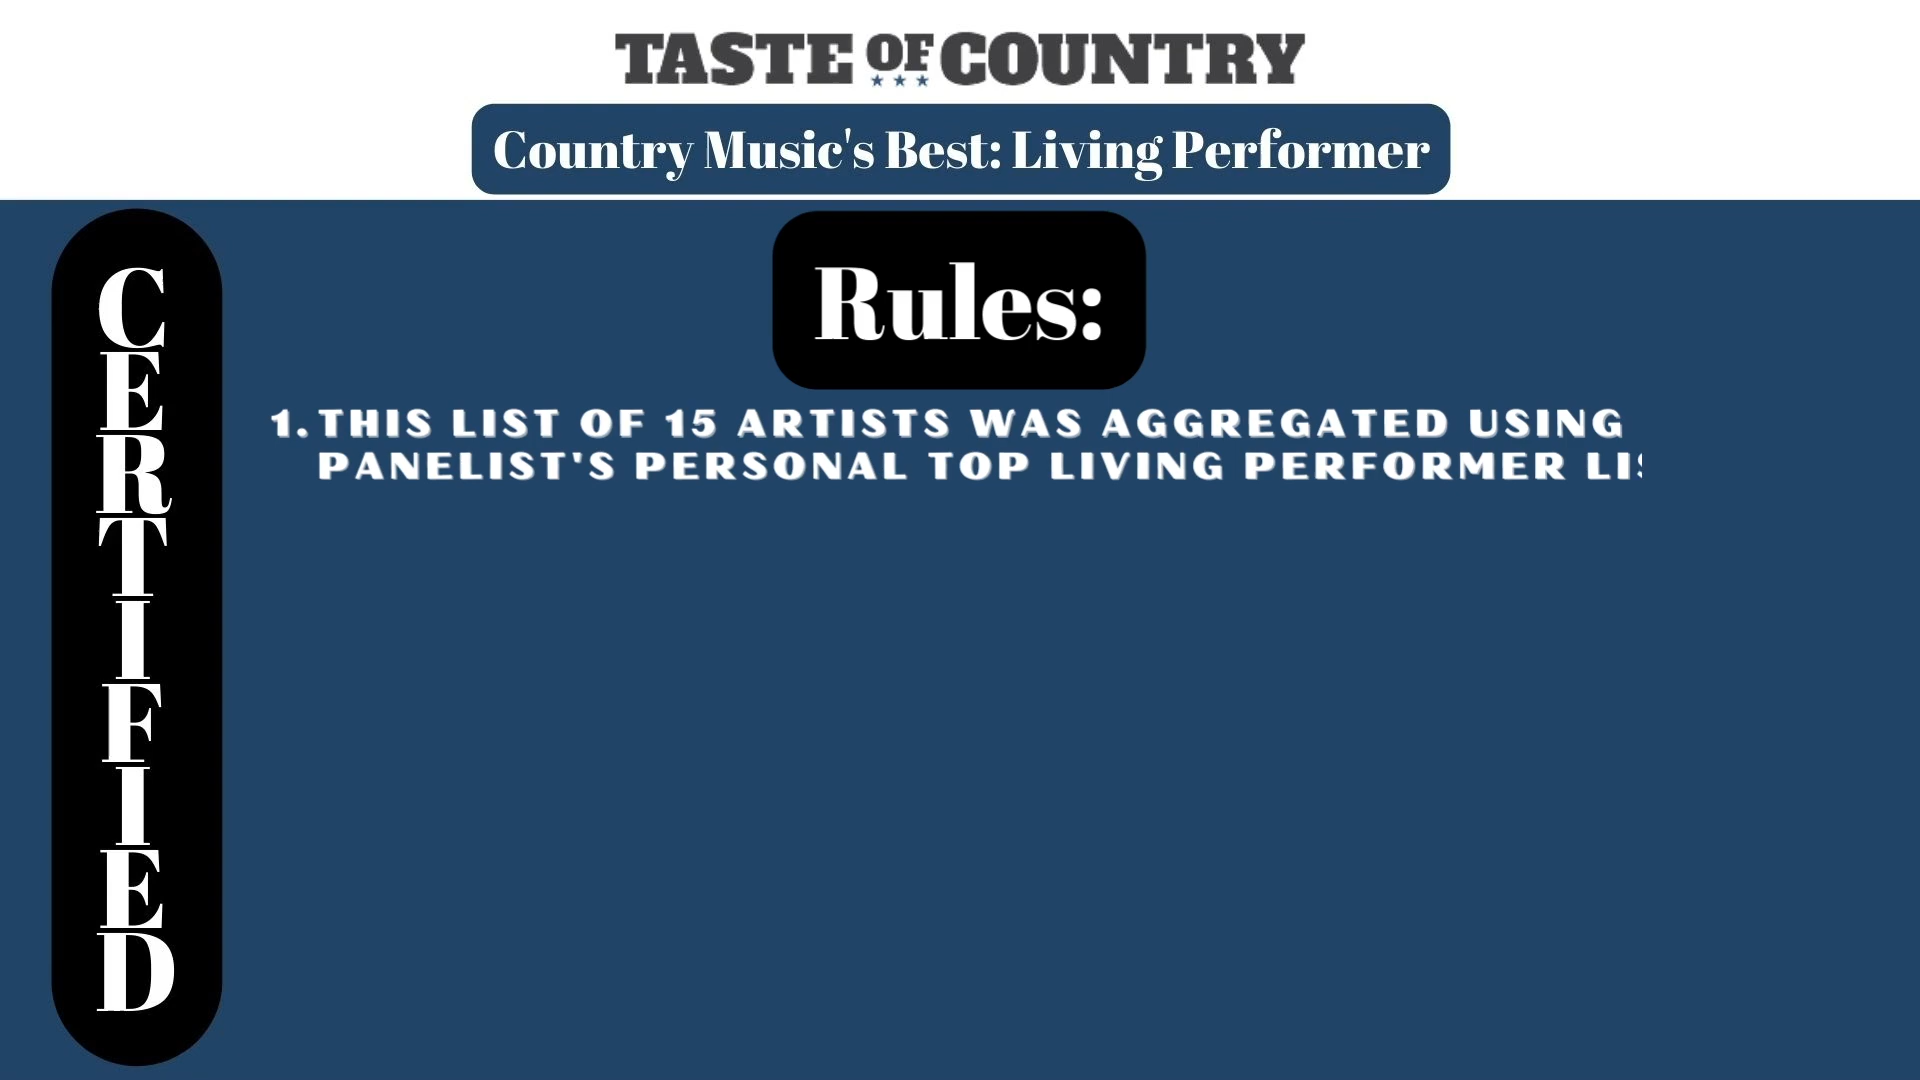 TASTE OF COUNTRY
Country Music's Best: Living Performer
CERTIFIED
Rules:
1. THIS LIST OF 15 ARTISTS WAS AGGREGATED USING
PANELIST'S PERSONAL TOP LIVING PERFORMER